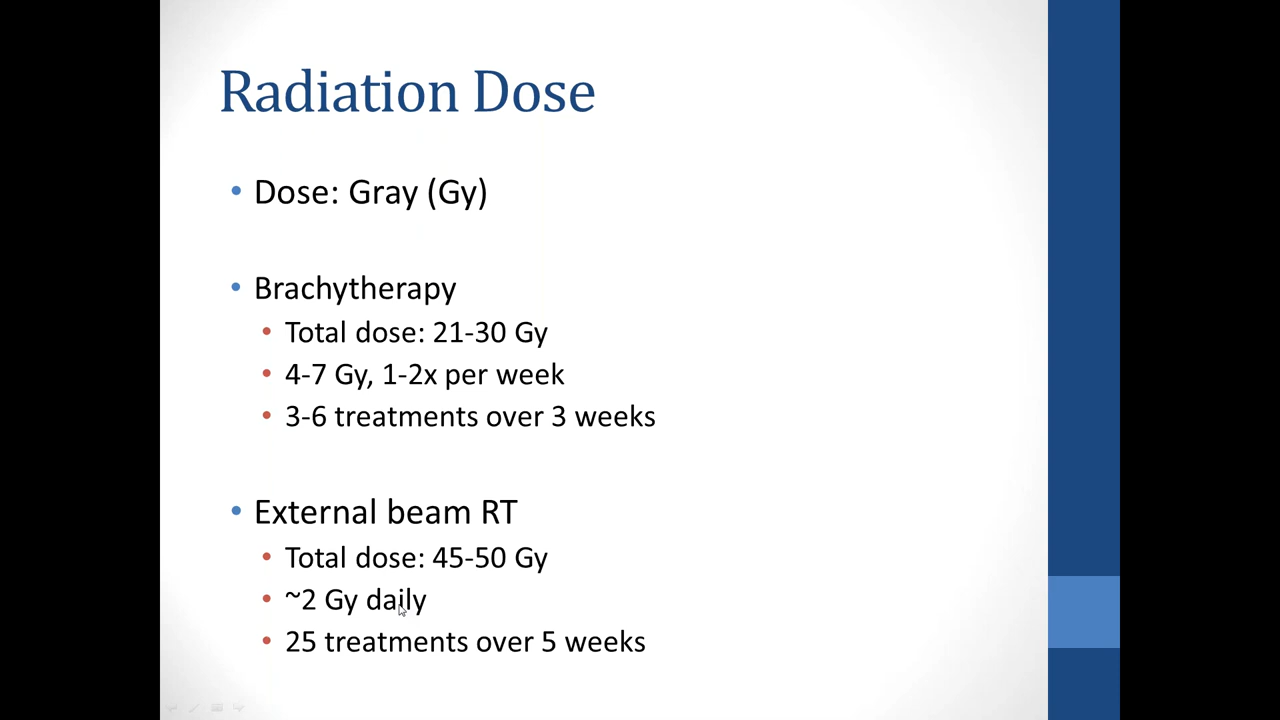 Radiation Dose
• Dose: Gray (Gy)
• Brachytherapy
• Total dose: 21-30 Gy
• 4-7 Gy, 1-2x per week
• 3-6 treatments over 3 weeks
• External beam RT
• Total dose: 45-50 Gy
• ~2 Gy daily
• 25 treatments over 5 weeks